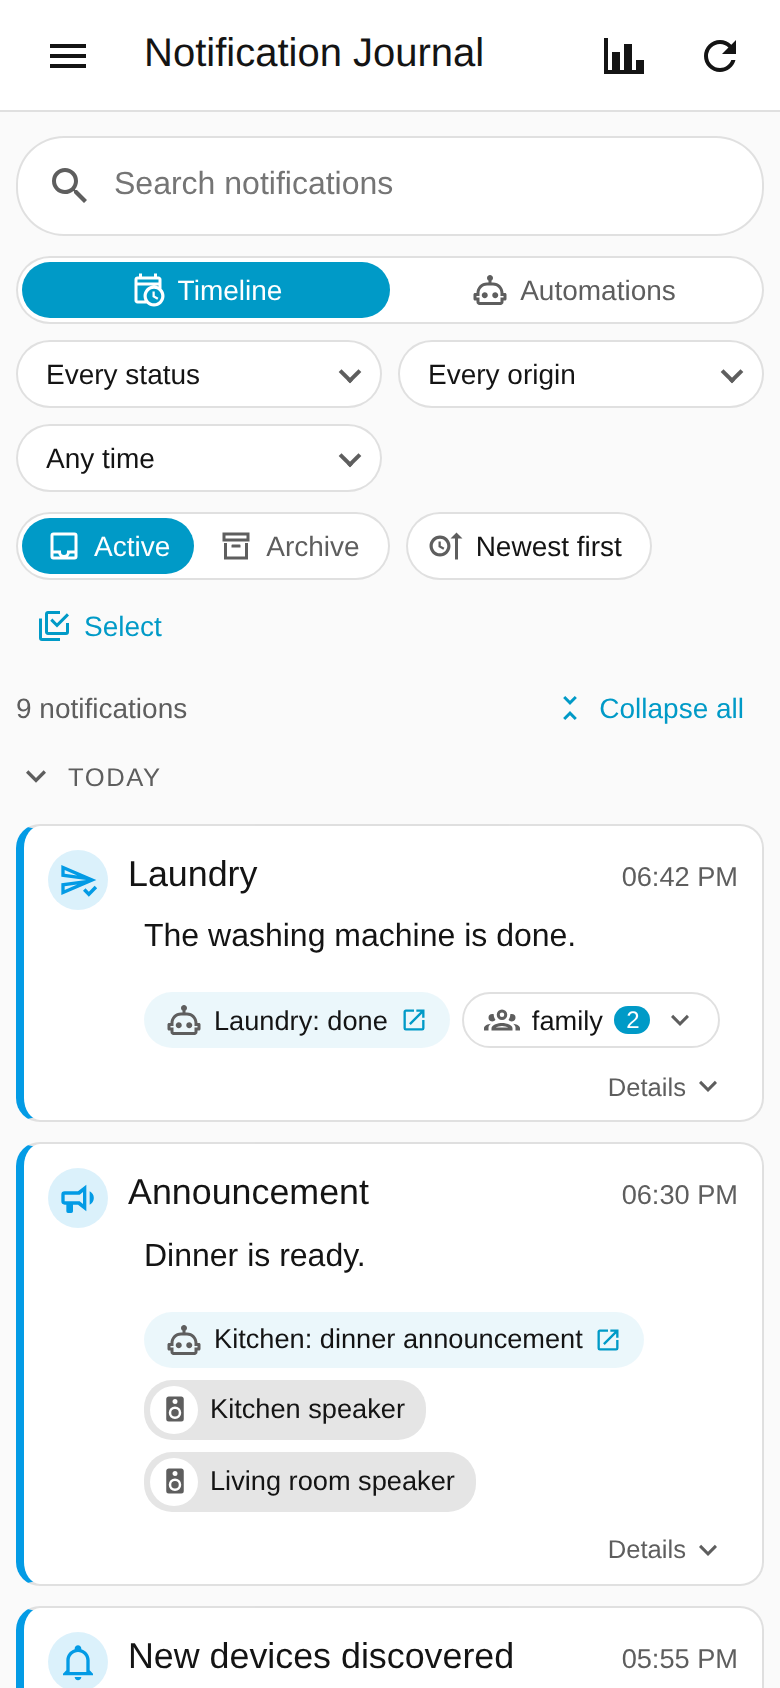 Notification Journal
Search notifications
Timeline
Automations
Every status
Every origin
Any time
Active
Archive
Newest first
Select
9 notifications
Collapse all
TODAY
Laundry
06:42 PM
The washing machine is done.
Laundry: done
family 2
Details
Announcement
06:30 PM
Dinner is ready.
Kitchen: dinner announcement
Kitchen speaker
Living room speaker
Details
New devices discovered
05:55 PM